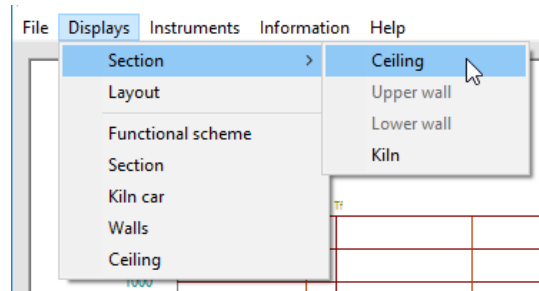 File Displays Instruments Information Help
Section
Layout
Functional scheme
Section
Kiln car
Walls
Ceiling
Ceiling
Upper wall
Lower wall
Kiln
Tf
1000